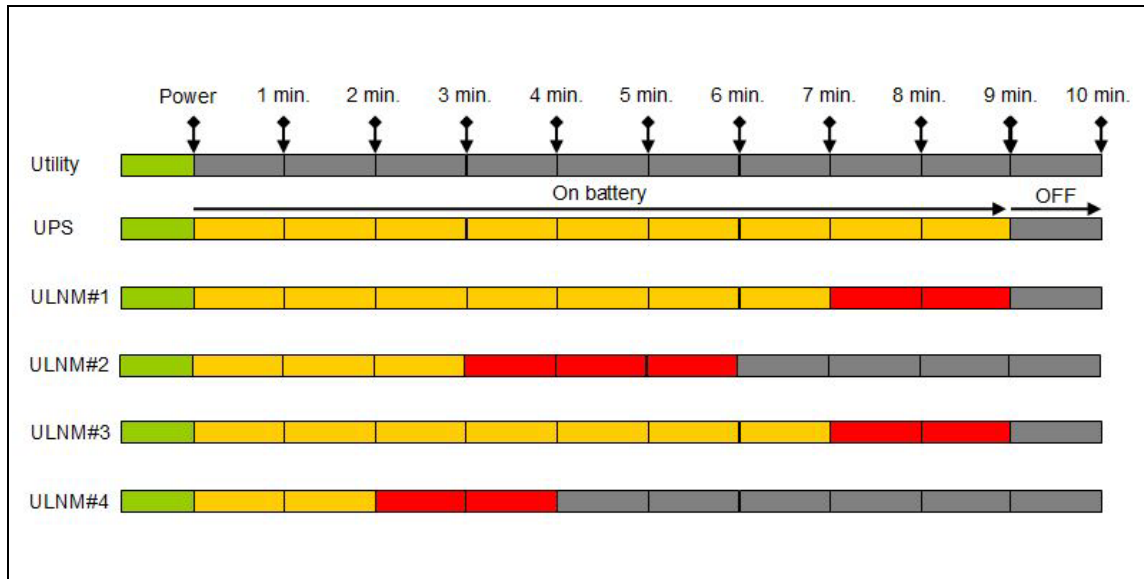 Power 1 min. 2 min. 3 min. 4 min. 5 min. 6 min. 7 min. 8 min. 9 min. 10 min.
Utility
On battery OFF
UPS
ULNM#1
ULNM#2
ULNM#3
ULNM#4